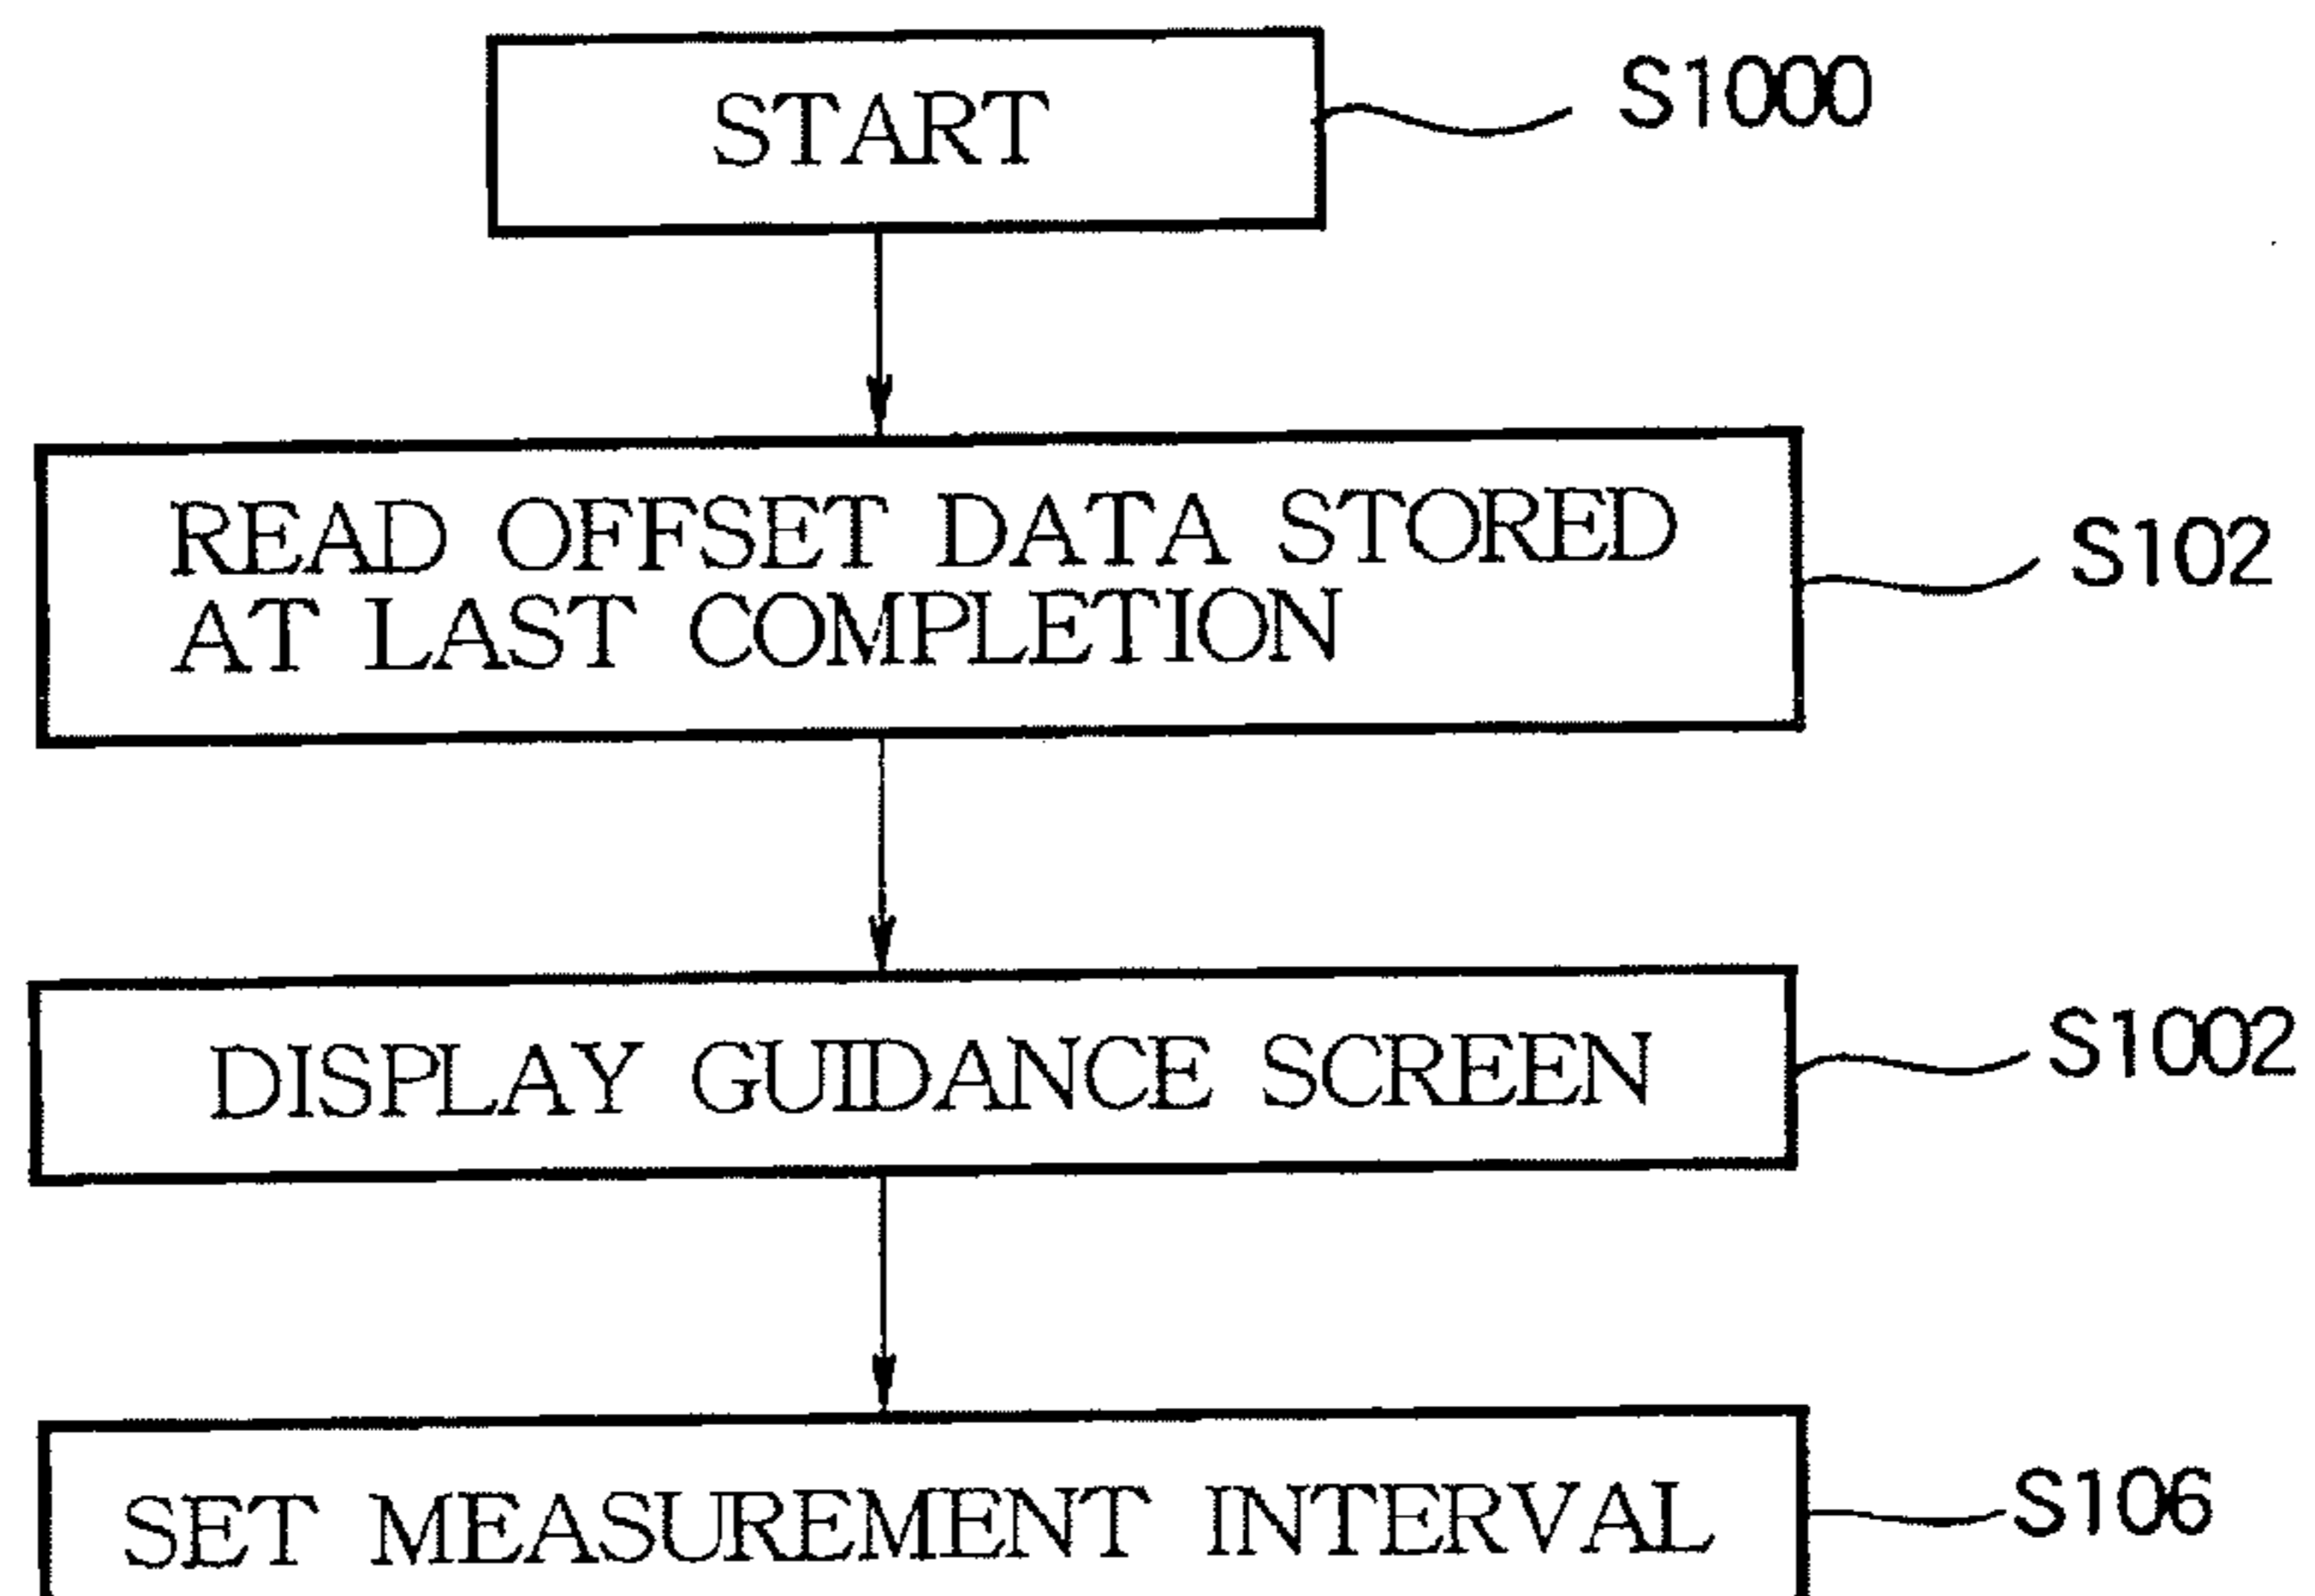 START
S1000
READ OFFSET DATA STORED
AT LAST COMPLETION
S102
DISPLAY GUIDANCE SCREEN
S1002
SET MEASUREMENT INTERVAL
S106